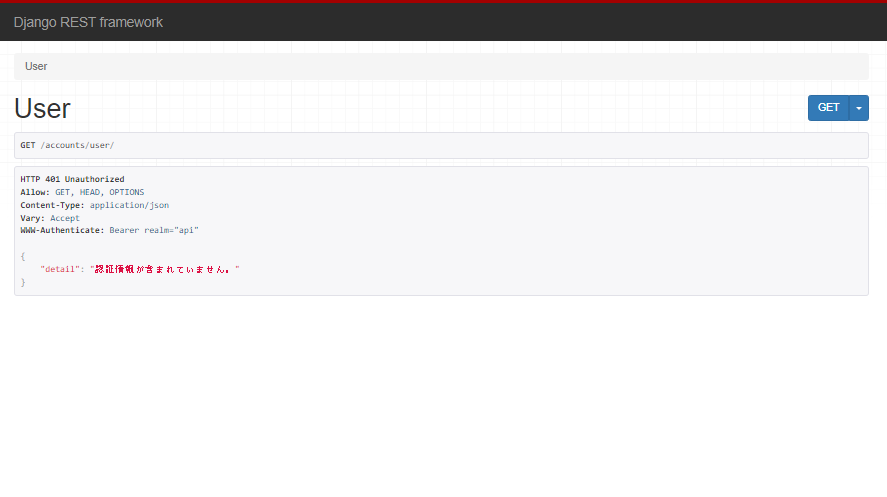 Django REST framework
User
User
GET
GET /accounts/user/
HTTP 401 Unauthorized
Allow: GET, HEAD, OPTIONS
Content-Type: application/json
Vary: Accept
WWW-Authenticate: Bearer realm="api"
{
"detail": "認証情報が含まれていません。"
}